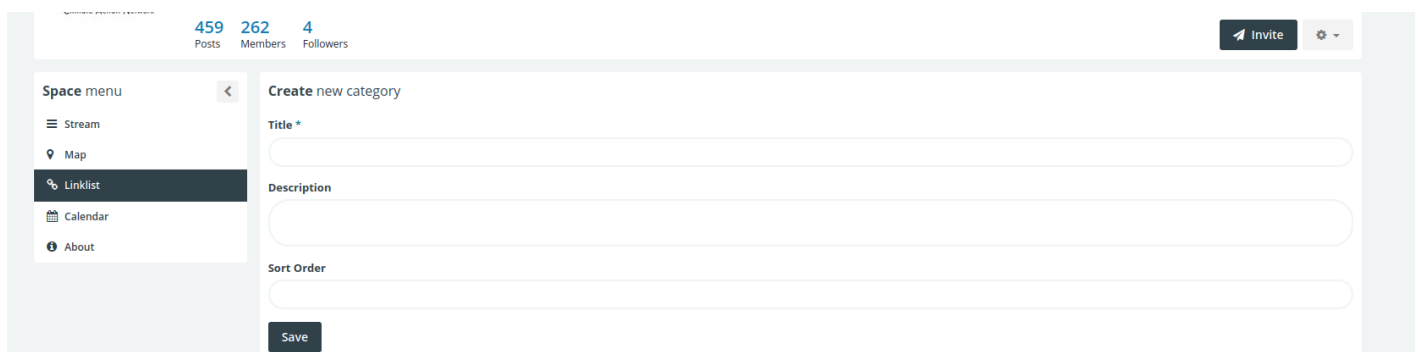 459 262 4
Posts Members Followers
Invite
Space menu
Stream
Map
Linklist
Calendar
About
Create new category
Title *
Description
Sort Order
Save